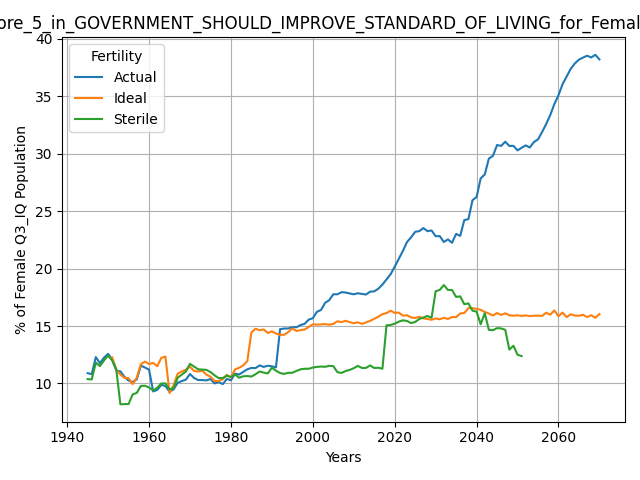 ore_5_in_GOVERNMENT_SHOULD_IMPROVE_STANDARD_OF_LIVING_for_Femal
40
35
30
25
20
15
10
% of Female Q3_IQ Population
Fertility
Actual
Ideal
Sterile
1940 1960 1980 2000 2020 2040 2060
Years